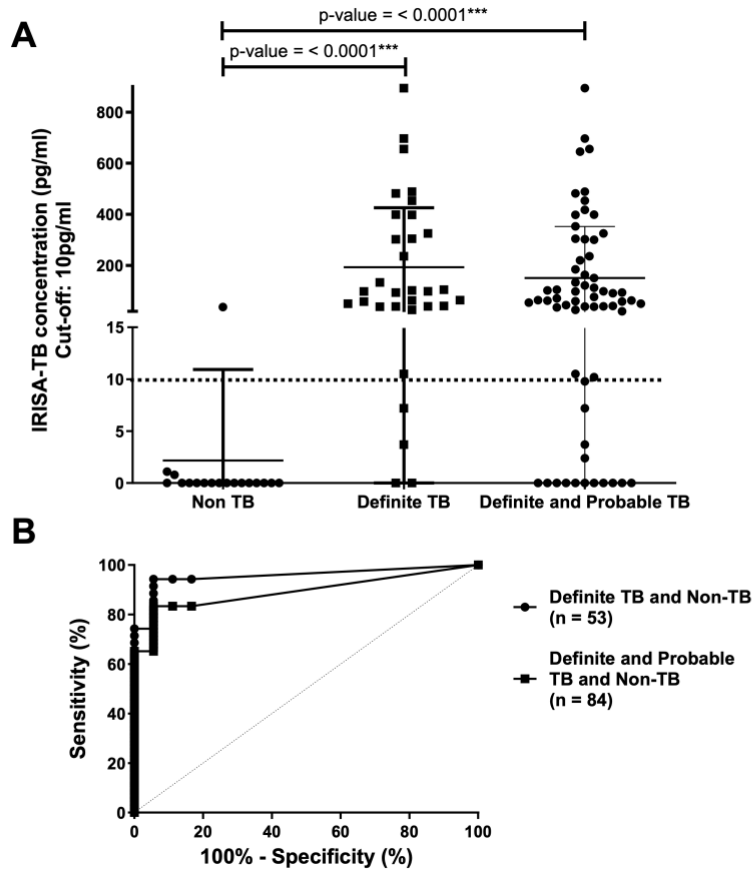 A
p-value = < 0.0001***
p-value = < 0.0001***
IRISA-TB concentration (pg/ml)
Cut-off: 10pg/ml
800
600
400
200
15
10
5
0
Non TB
Definite TB
Definite and Probable TB
B
Sensitivity (%)
100
80
60
40
20
0
0
20
40
60
80
100
100% - Specificity (%)
Definite TB and Non-TB
(n = 53)
Definite and Probable
TB and Non-TB
(n = 84)